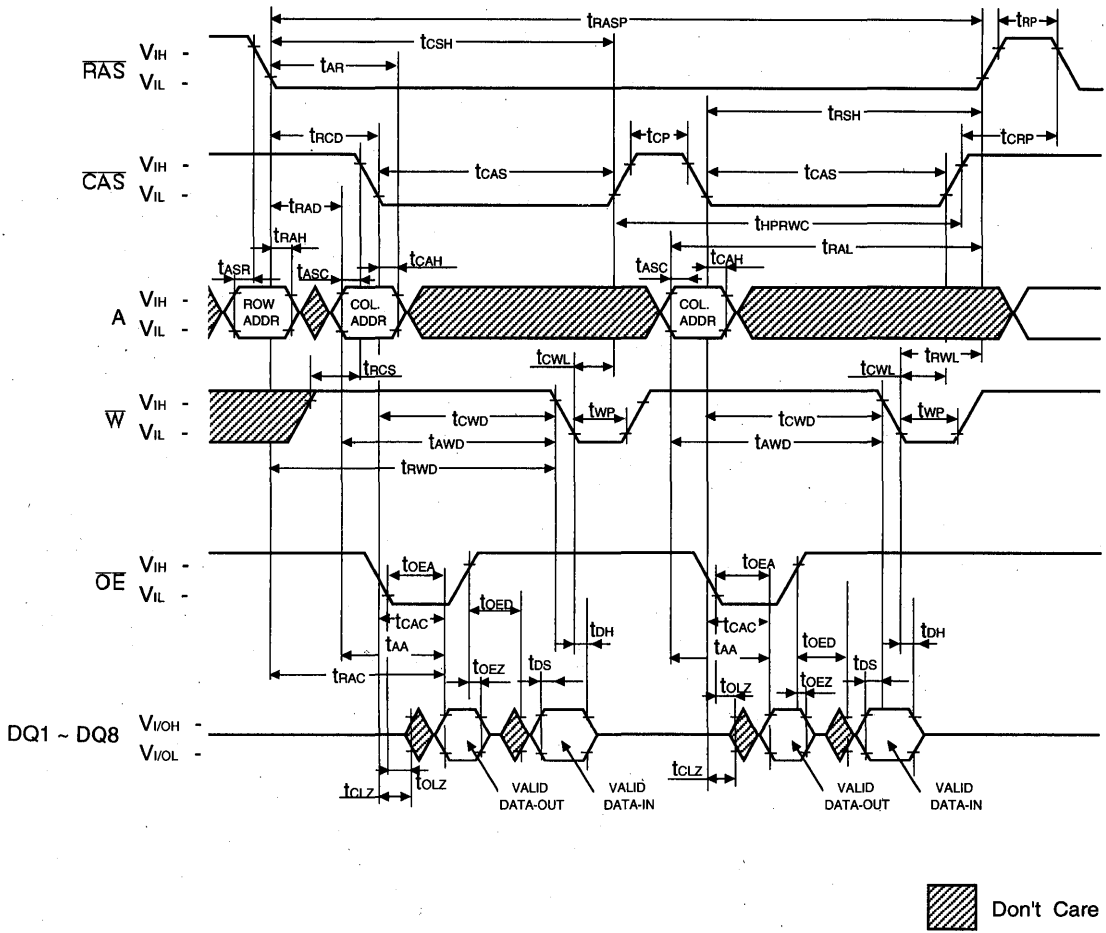 tRASP
tRP
tCSH
tAR
RAS
VIH -
VIL -
tRSH
tRCD
tCP
tCRP
CAS
VIH -
VIL -
tCAS
tCAS
tRAD
tHPRWC
tRAH
tRAL
tASR
tASC
tCAH
tASC
tCAH
A
VIH -
VIL -
ROW ADDR
COL. ADDR
COL. ADDR
tRCS
tCWL
tRWL
tCWL
W
VIH -
VIL -
tCWD
tWP
tCWD
tWP
tAWD
tAWD
tRWD
OE
VIH -
VIL -
tOEA
tOEA
tOED
tCAC
tCAC
tDH
tDH
tAA
tAA
tOED
tRAC
tOEZ
tDS
tOLZ
tOEZ
tDS
DQ1 ~ DQ8
VI/OH -
VI/OL -
tCLZ
tOLZ
tCLZ
VALID DATA-OUT
VALID DATA-IN
VALID DATA-OUT
VALID DATA-IN
Don't Care